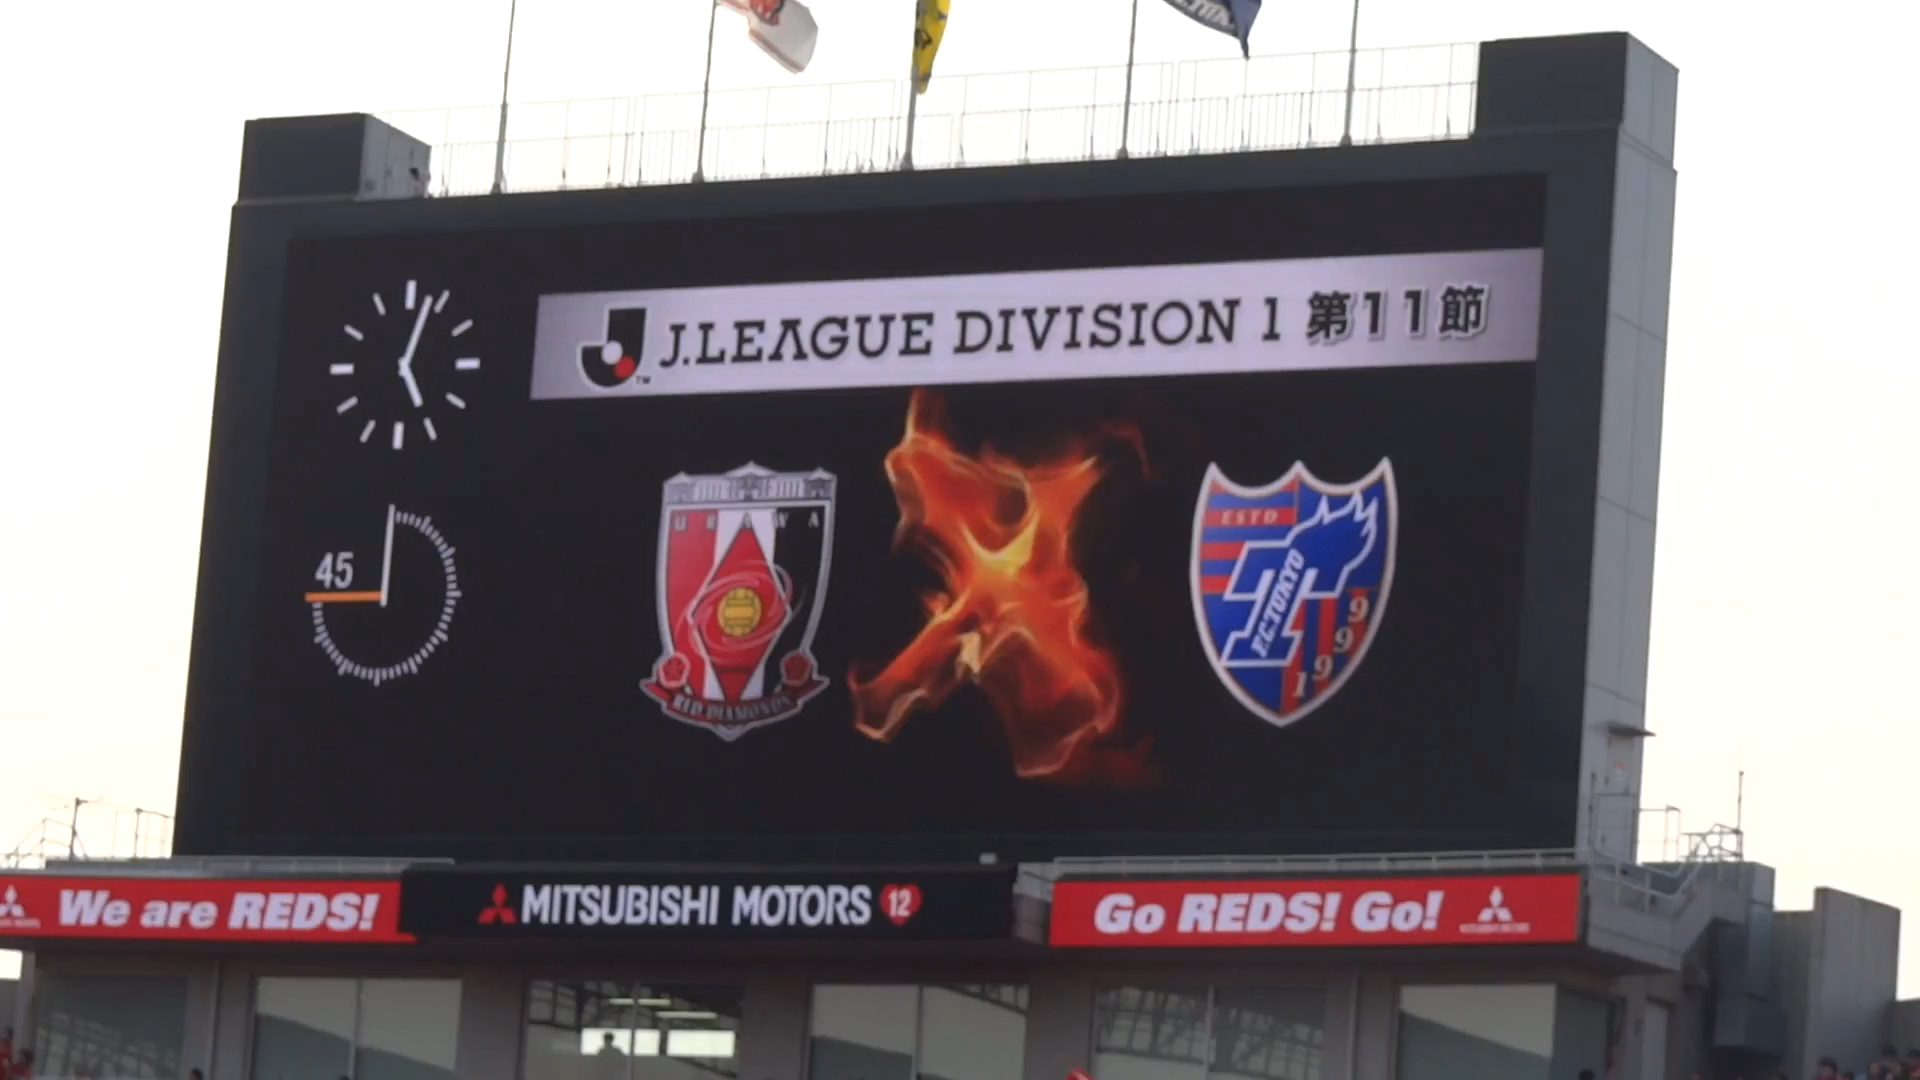 J.LEAGUE DIVISION 1 第11節
TM
45
URAWA
RED DIAMONDS
ESTD
F.C.TOKYO
1999
We are REDS!
MITSUBISHI MOTORS 12
Go REDS! Go!